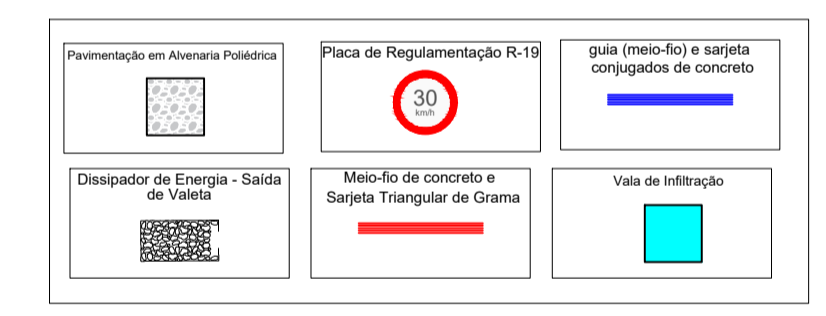 Pavimentação em Alvenaria Poliédrica
Placa de Regulamentação R-19
30
km/h
guia (meio-fio) e sarjeta
conjugados de concreto
Dissipador de Energia - Saída
de Valeta
Meio-fio de concreto e
Sarjeta Triangular de Grama
Vala de Infiltração